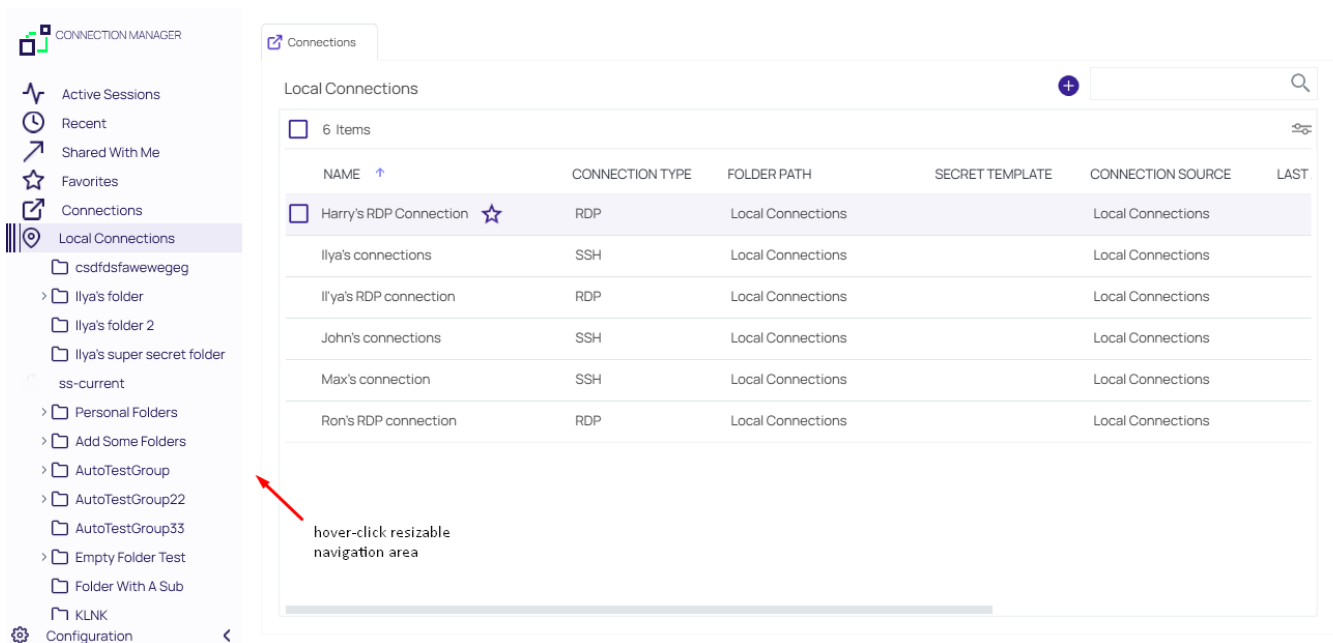 CONNECTION MANAGER
Active Sessions
Recent
Shared With Me
Favorites
Connections
Local Connections
csdfdsfawewegeg
Ilya's folder
Ilya's folder 2
Ilya's super secret folder
ss-current
Personal Folders
Add Some Folders
AutoTestGroup
AutoTestGroup22
AutoTestGroup33
Empty Folder Test
Folder With A Sub
KLNK
Configuration
Connections
Local Connections
6 Items
NAME CONNECTION TYPE FOLDER PATH SECRET TEMPLATE CONNECTION SOURCE LAST
Harry's RDP Connection RDP Local Connections Local Connections
Ilya's connections SSH Local Connections Local Connections
Il'ya's RDP connection RDP Local Connections Local Connections
John's connections SSH Local Connections Local Connections
Max's connection SSH Local Connections Local Connections
Ron's RDP connection RDP Local Connections Local Connections
hover-click resizable
navigation area